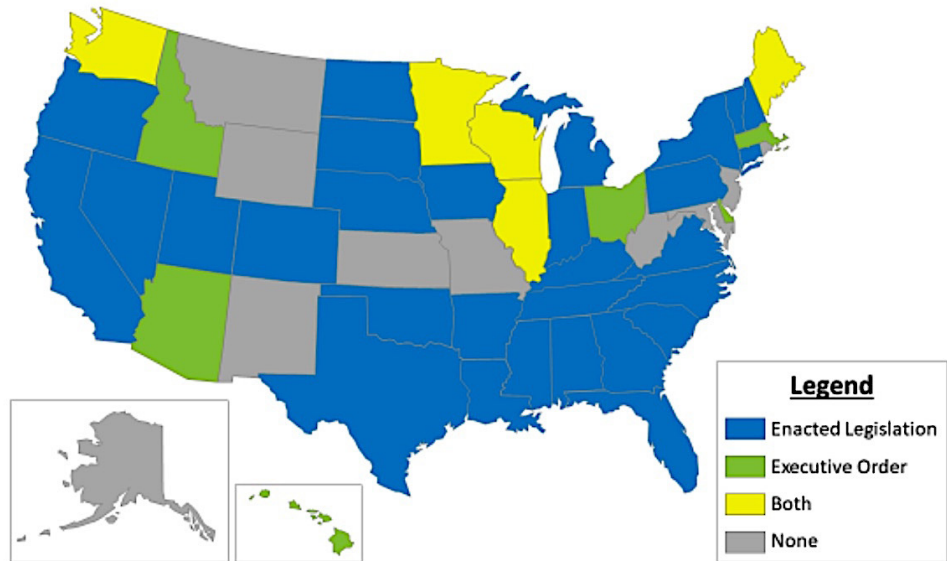 Legend
Enacted Legislation
Executive Order
Both
None